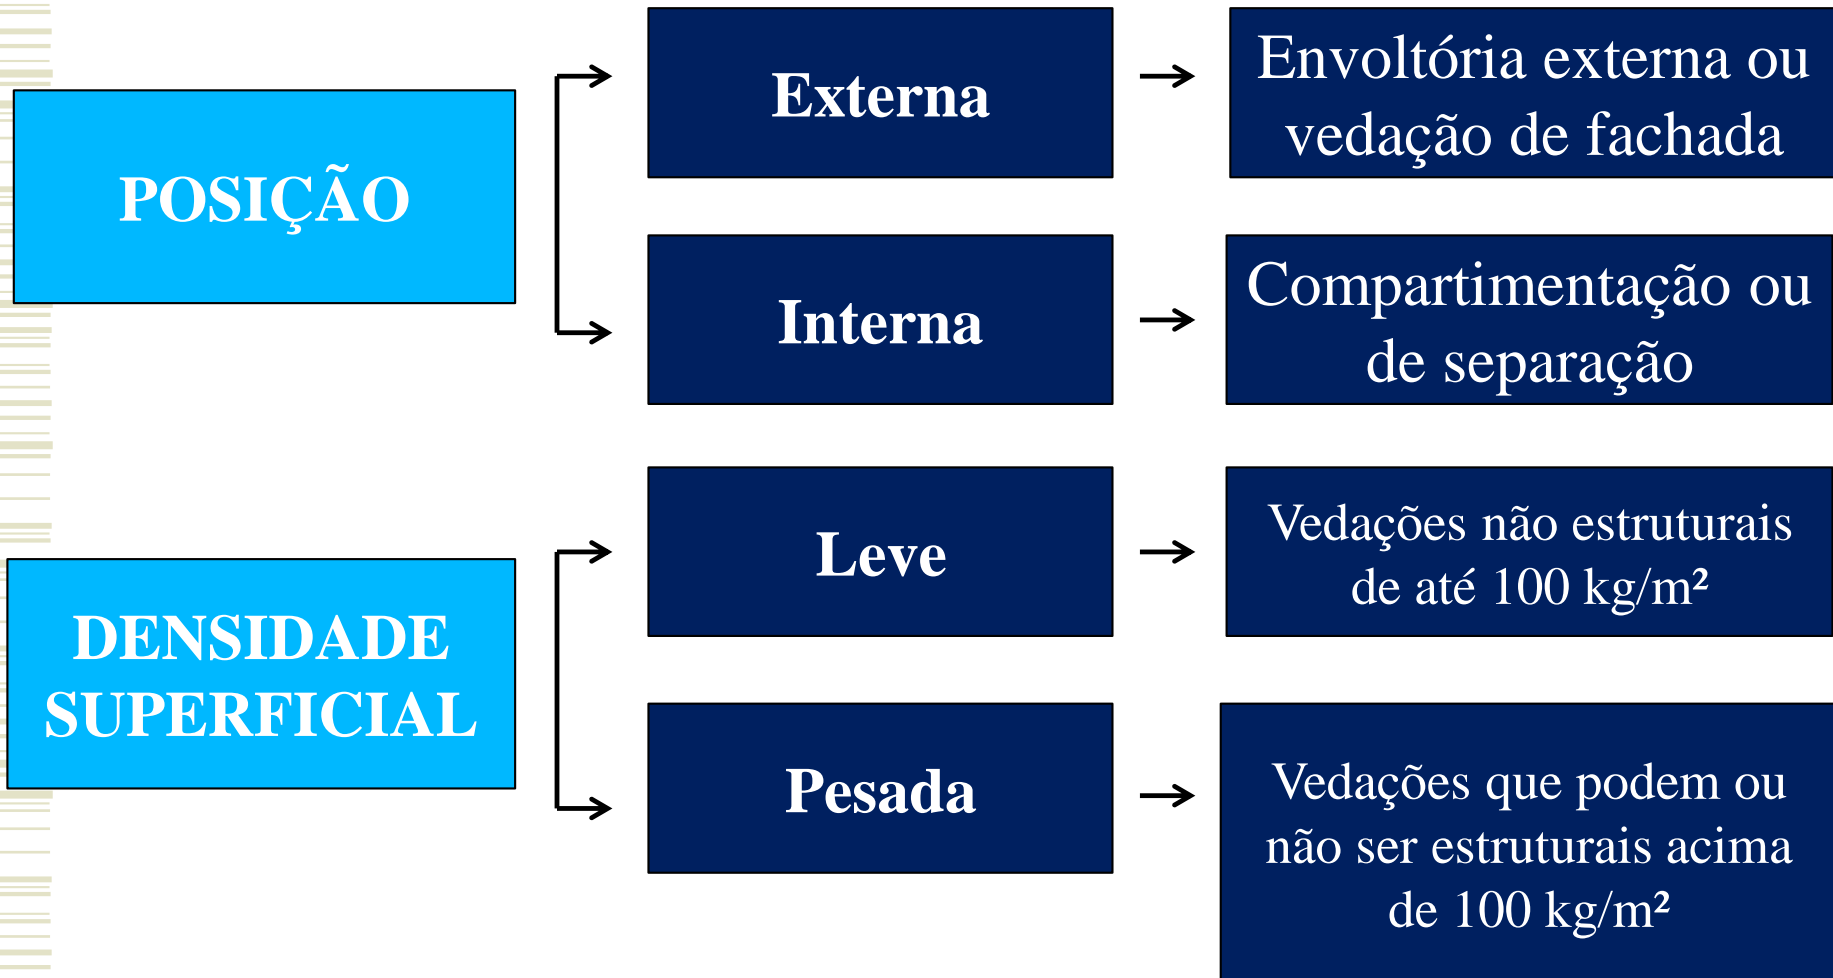 POSIÇÃO
Externa
Envoltória externa ou
vedação de fachada
Interna
Compartimentação ou
de separação
DENSIDADE
SUPERFICIAL
Leve
Vedações não estruturais
de até 100 kg/m²
Pesada
Vedações que podem ou
não ser estruturais acima
de 100 kg/m²